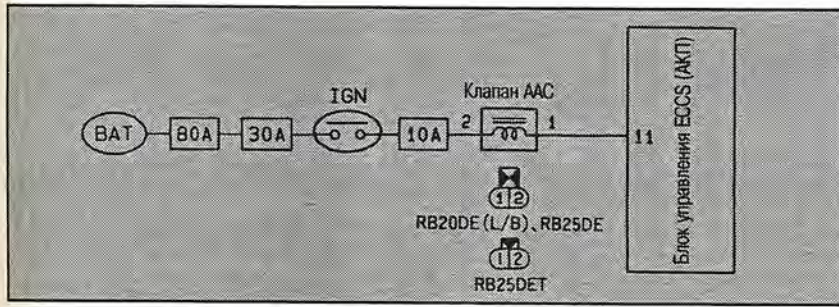 IGN
Клапан ААС
BAT
80A
30A
10A
2
1
11
Блок управления ECCS (АКП)
1 2
RB20DE(L/B)、RB25DE
1 2
RB25DET